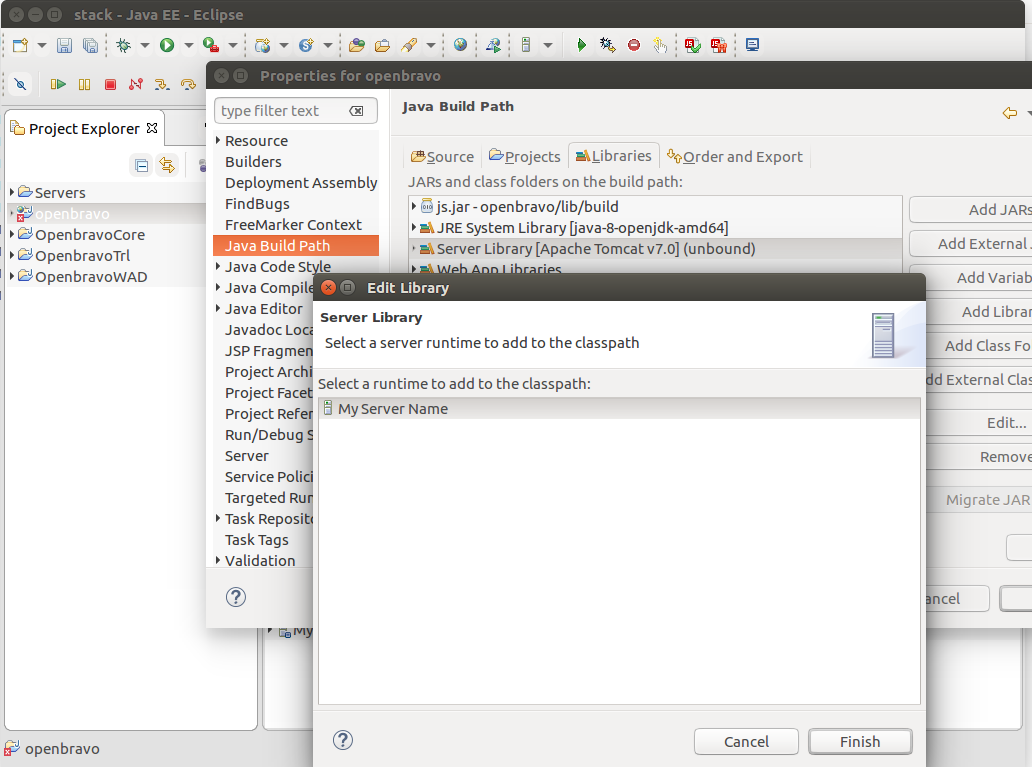 stack - Java EE - Eclipse
Properties for openbravo
type filter text
Java Build Path
Project Explorer
Resource
Builders
Deployment Assembly
FindBugs
FreeMarker Context
Java Build Path
Java Code Style
Java Compile
Java Editor
Javadoc Loca
JSP Fragmen
Project Archi
Project Facet
Project Refer
Run/Debug S
Server
Service Polici
Targeted Run
Task Reposito
Task Tags
Validation
Servers
openbravo
OpenbravoCore
OpenbravoTrl
OpenbravoWAD
Source Projects Libraries Order and Export
JARs and class folders on the build path:
js.jar - openbravo/lib/build
JRE System Library [java-8-openjdk-amd64]
Server Library [Apache Tomcat v7.0] (unbound)
Web App Libraries
Add JARs
Add External
Add Variab
Add Librar
Add Class Fo
dd External Clas
Edit...
Remove
Migrate JAR
ancel
Edit Library
Server Library
Select a server runtime to add to the classpath
Select a runtime to add to the classpath:
My Server Name
Cancel Finish
My
openbravo